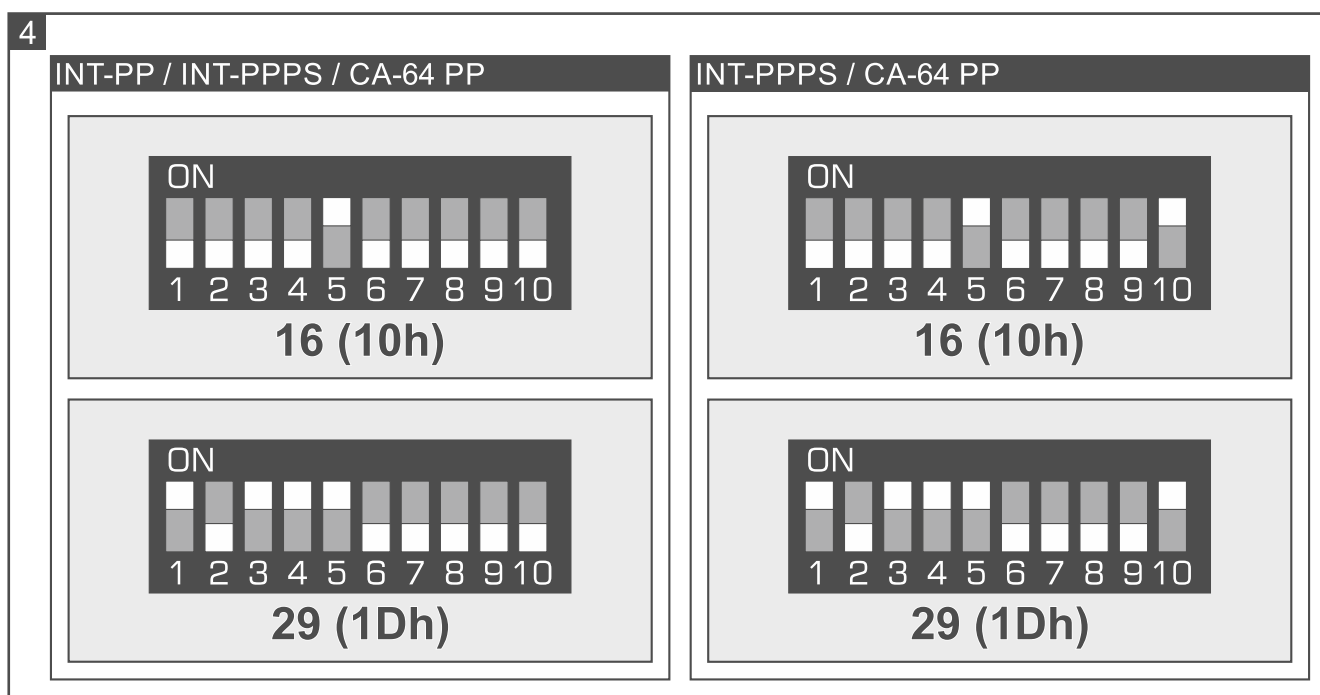 4
INT-PP / INT-PPPS / CA-64 PP
ON
1 2 3 4 5 6 7 8 9 10
16 (10h)
ON
1 2 3 4 5 6 7 8 9 10
29 (1Dh)
INT-PPPS / CA-64 PP
ON
1 2 3 4 5 6 7 8 9 10
16 (10h)
ON
1 2 3 4 5 6 7 8 9 10
29 (1Dh)